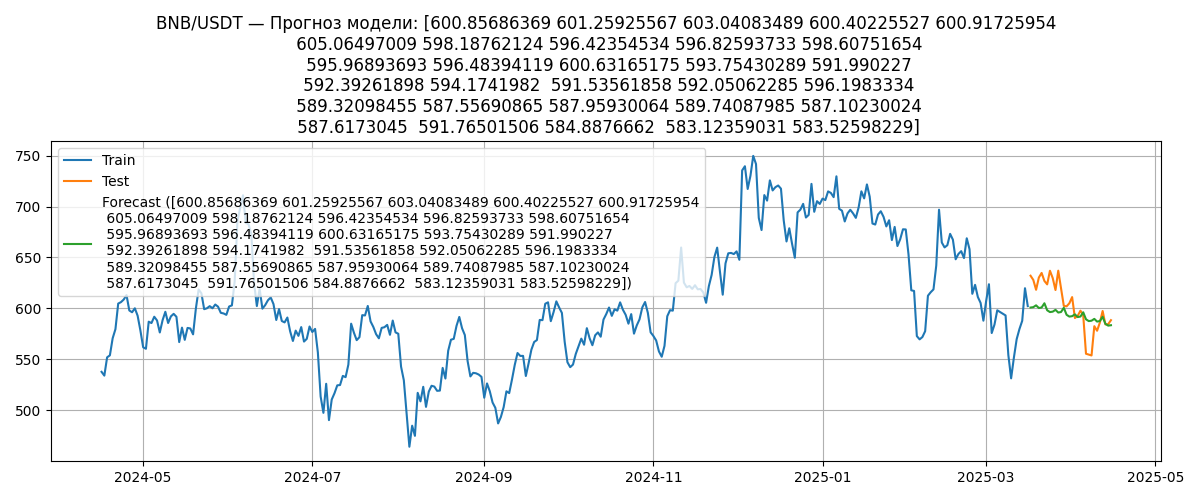 BNB/USDT — Прогноз модели: [600.85686369 601.25925567 603.04083489 600.40225527 600.91725954
605.06497009 598.18762124 596.42354534 596.82593733 598.60751654
595.96893693 596.48394119 600.63165175 593.75430289 591.990227
592.39261898 594.1741982  591.53561858 592.05062285 596.1983334
589.32098455 587.55690865 587.95930064 589.74087985 587.10230024
587.6173045  591.76501506 584.8876662  583.12359031 583.52598229]
Train
Test
Forecast ([600.85686369 601.25925567 603.04083489 600.40225527 600.91725954
605.06497009 598.18762124 596.42354534 596.82593733 598.60751654
595.96893693 596.48394119 600.63165175 593.75430289 591.990227
592.39261898 594.1741982  591.53561858 592.05062285 596.1983334
589.32098455 587.55690865 587.95930064 589.74087985 587.10230024
587.6173045  591.76501506 584.8876662  583.12359031 583.52598229])
750
700
650
600
550
500
2024-05
2024-07
2024-09
2024-11
2025-01
2025-03
2025-05